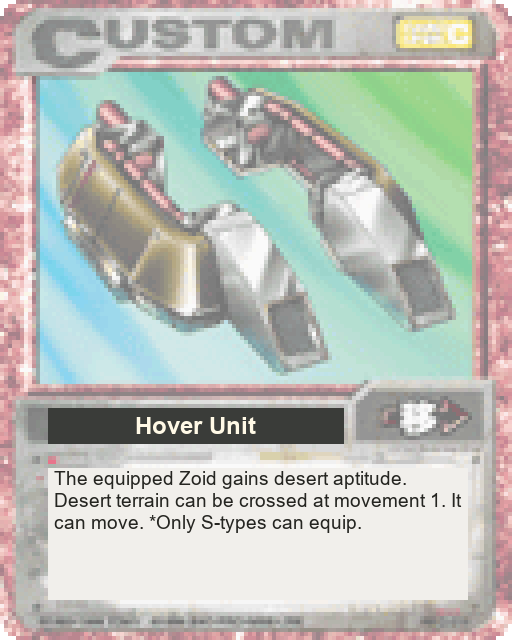 CUSTOM
C
Hover Unit
The equipped Zoid gains desert aptitude.
Desert terrain can be crossed at movement 1. It
can move. *Only S-types can equip.